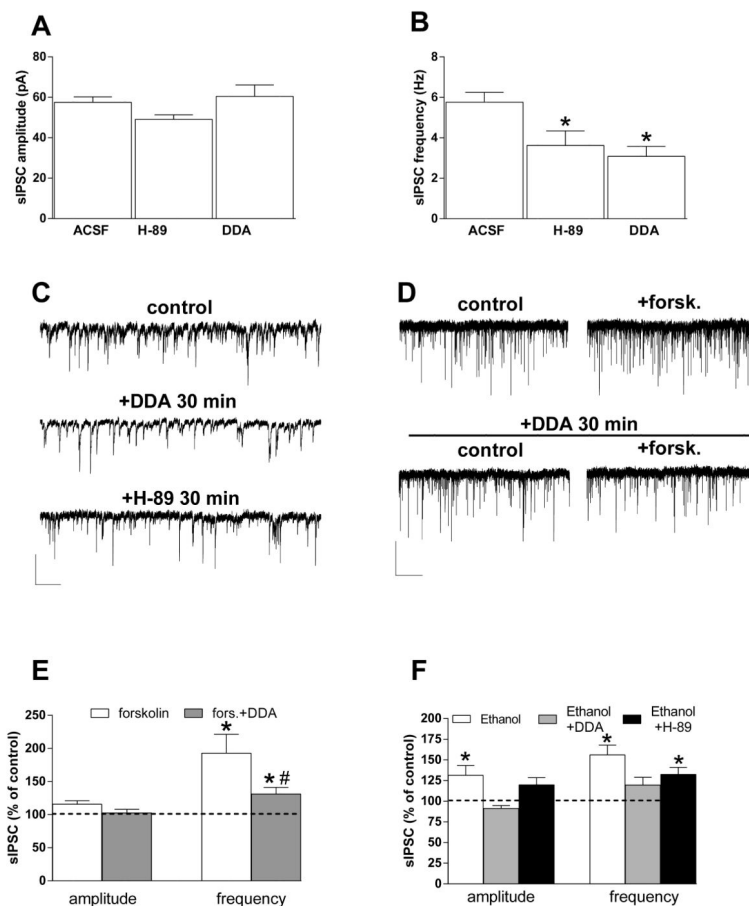 A
sIPSC amplitude (pA)
80
60
40
20
0
ACSF H-89 DDA
B
sIPSC frequency (Hz)
8
6
4
2
0
* *
ACSF H-89 DDA
C
control
+DDA 30 min
+H-89 30 min
D
control +forsk.
+DDA 30 min
control +forsk.
E
forskolin fors.+DDA
sIPSC (% of control)
250
200
150
100
50
0
*
* #
amplitude frequency
F
Ethanol Ethanol +DDA Ethanol +H-89
sIPSC (% of control)
200
175
150
125
100
75
50
25
0
* * *
amplitude frequency